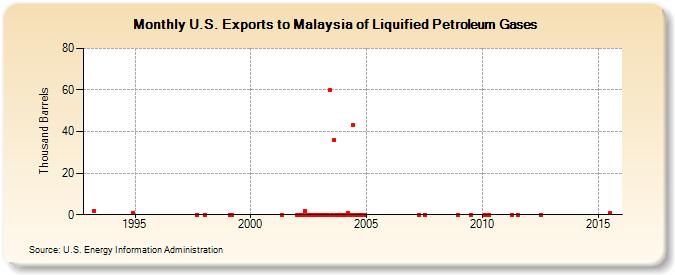 Monthly U.S. Exports to Malaysia of Liquified Petroleum Gases
Thousand Barrels
80
60
40
20
0
1995 2000 2005 2010 2015
Source: U.S. Energy Information Administration